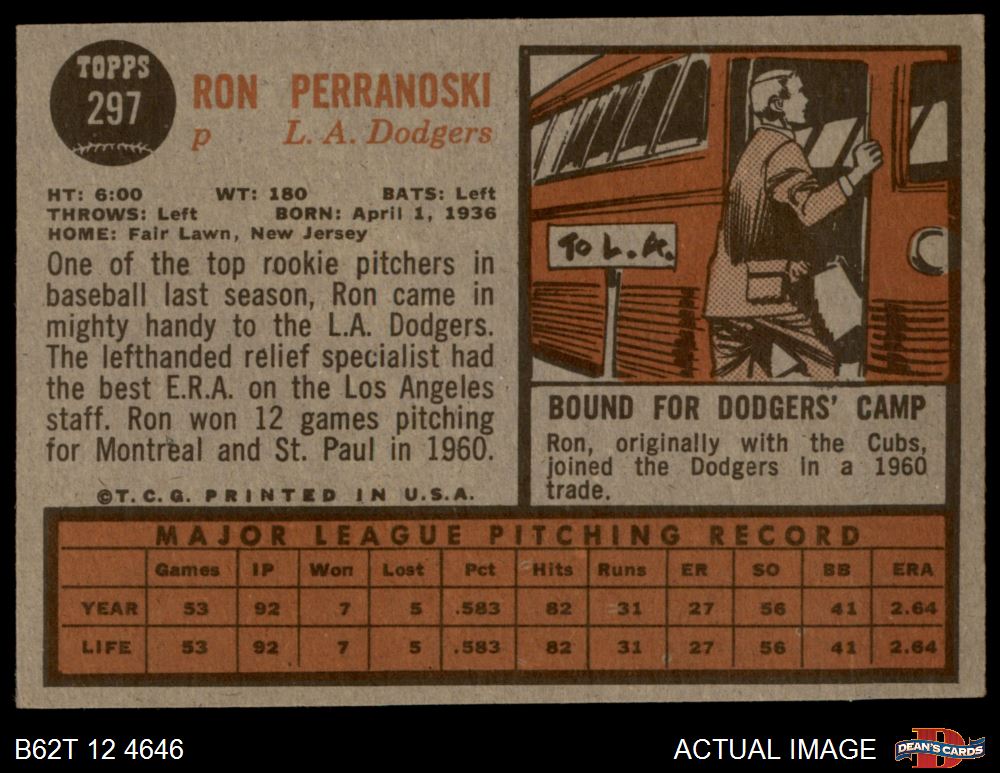 TOPPS
297
RON PERRANOSKI
p L. A. Dodgers
HT: 6:00 WT: 180 BATS: Left
THROWS: Left BORN: April 1, 1936
HOME: Fair Lawn, New Jersey
One of the top rookie pitchers in
baseball last season, Ron came in
mighty handy to the L.A. Dodgers.
The lefthanded relief specialist had
the best E.R.A. on the Los Angeles
staff. Ron won 12 games pitching
for Montreal and St. Paul in 1960.
©T.C.G. PRINTED IN U.S.A.
TO L.A.
BOUND FOR DODGERS' CAMP
Ron, originally with the Cubs,
joined the Dodgers in a 1960
trade.
MAJOR LEAGUE PITCHING RECORD
Games IP Won Lost Pct Hits Runs ER SO BB ERA
YEAR 53 92 7 5 .583 82 31 27 56 41 2.64
LIFE 53 92 7 5 .583 82 31 27 56 41 2.64
B62T 12 4646 ACTUAL IMAGE
D
DEAN'S CARDS